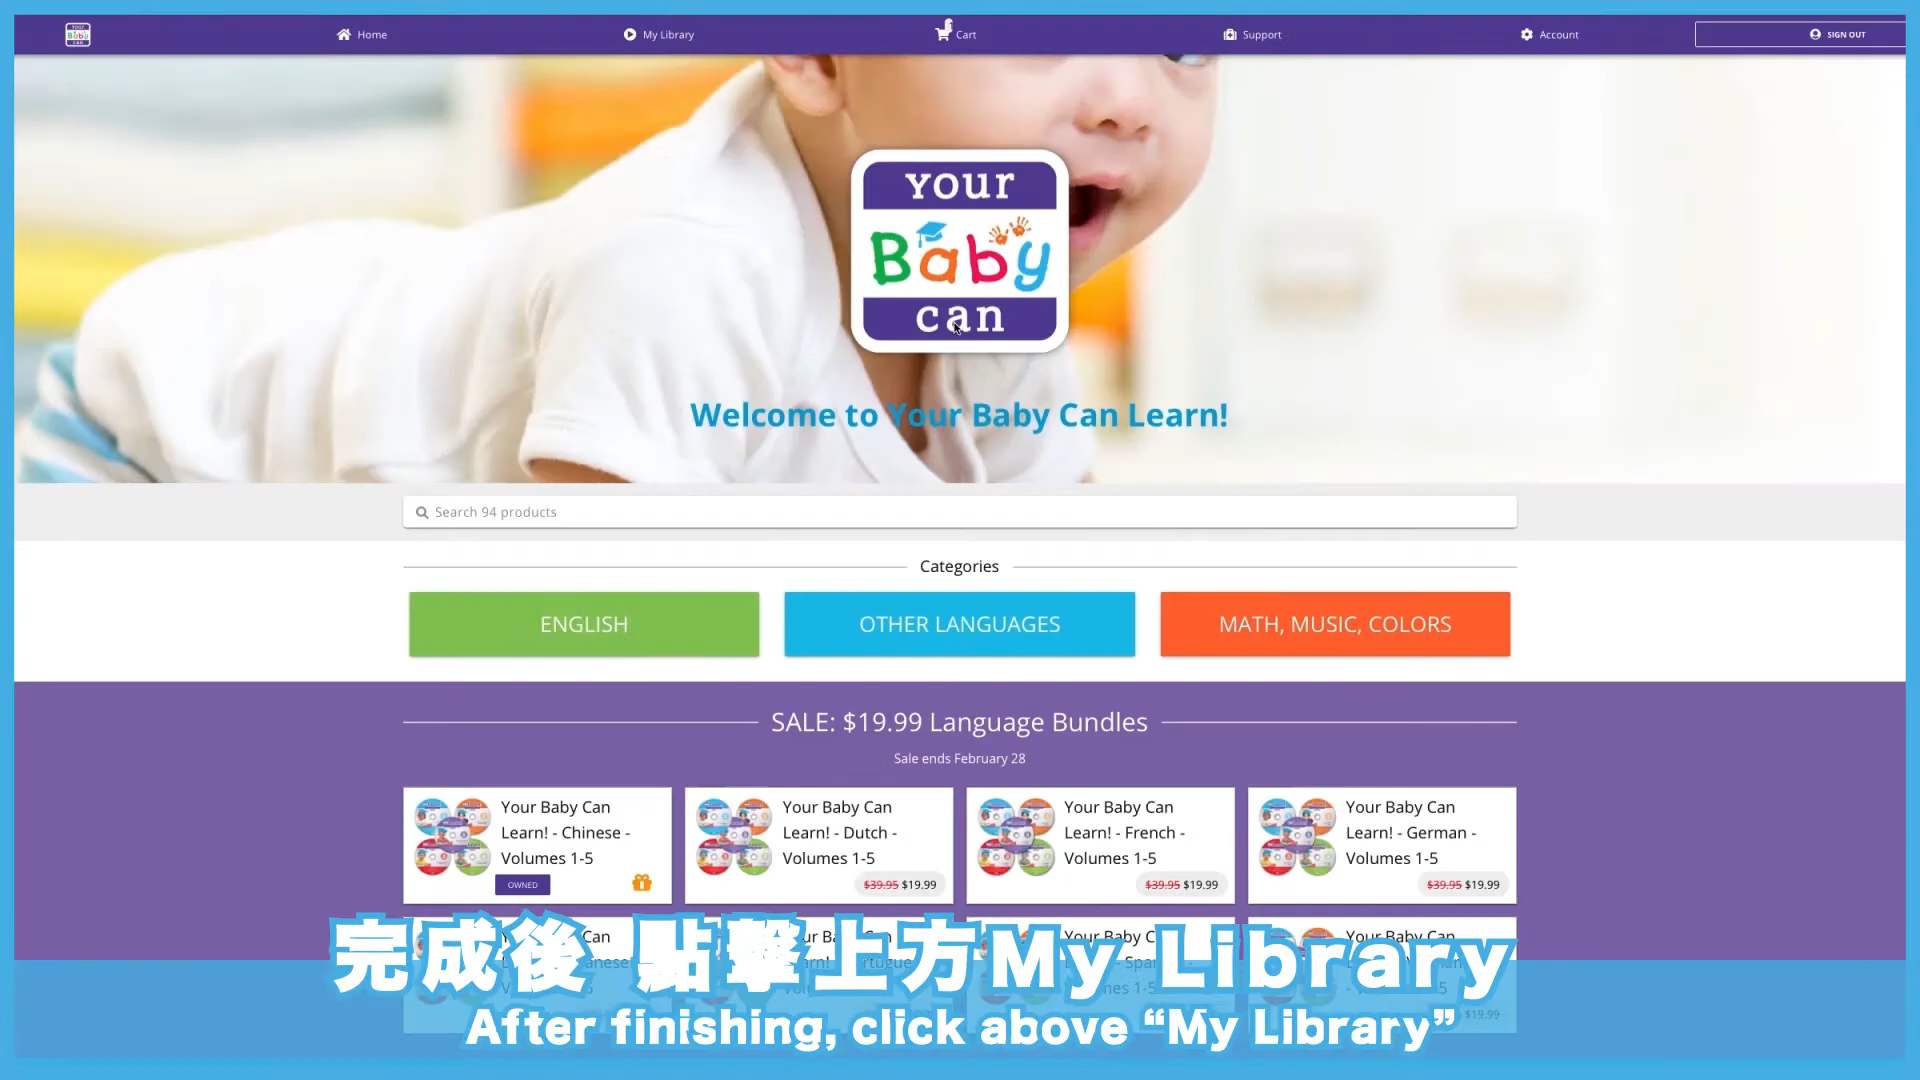 YOUR
Baby
can
Home
My Library
Cart
Support
Account
SIGN OUT
YOUR
Baby
can
Welcome to Your Baby Can Learn!
Search 94 products
Categories
ENGLISH
OTHER LANGUAGES
MATH, MUSIC, COLORS
SALE: $19.99 Language Bundles
Sale ends February 28
Your Baby Can
Learn! - Chinese -
Volumes 1-5
OWNED
Your Baby Can
Learn! - Dutch -
Volumes 1-5
$39.95 $19.99
Your Baby Can
Learn! - French -
Volumes 1-5
$39.95 $19.99
Your Baby Can
Learn! - German -
Volumes 1-5
$39.95 $19.99
完成後 點擊上方My Library
After finishing, click above “My Library”